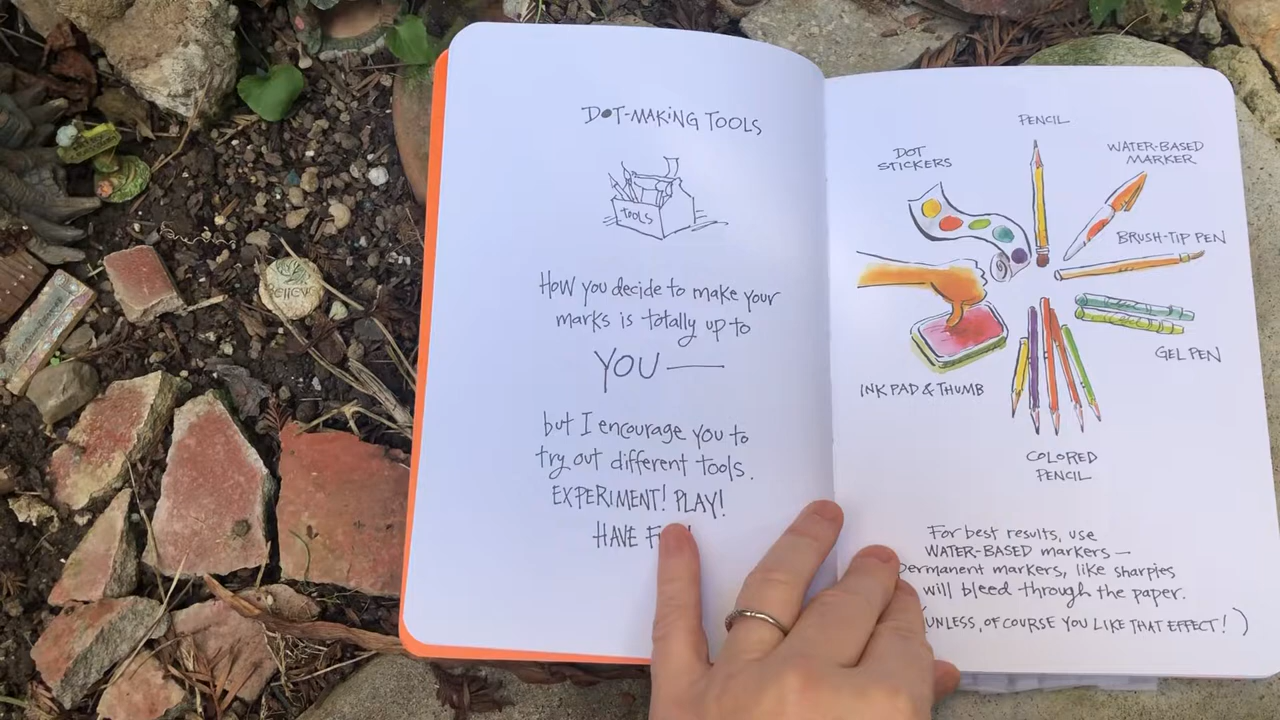 DOT-MAKING TOOLS
TOOLS
How you decide to make your
marks is totally up to
YOU —
but I encourage you to
try out different tools.
EXPERIMENT! PLAY!
HAVE
PENCIL
DOT
STICKERS
WATER-BASED
MARKER
BRUSH-TIP PEN
GEL PEN
INK PAD & THUMB
COLORED
PENCIL
For best results, use
WATER-BASED markers —
permanent markers, like sharpies
will bleed through the paper.
(UNLESS, OF COURSE YOU LIKE THAT EFFECT!)
Believe